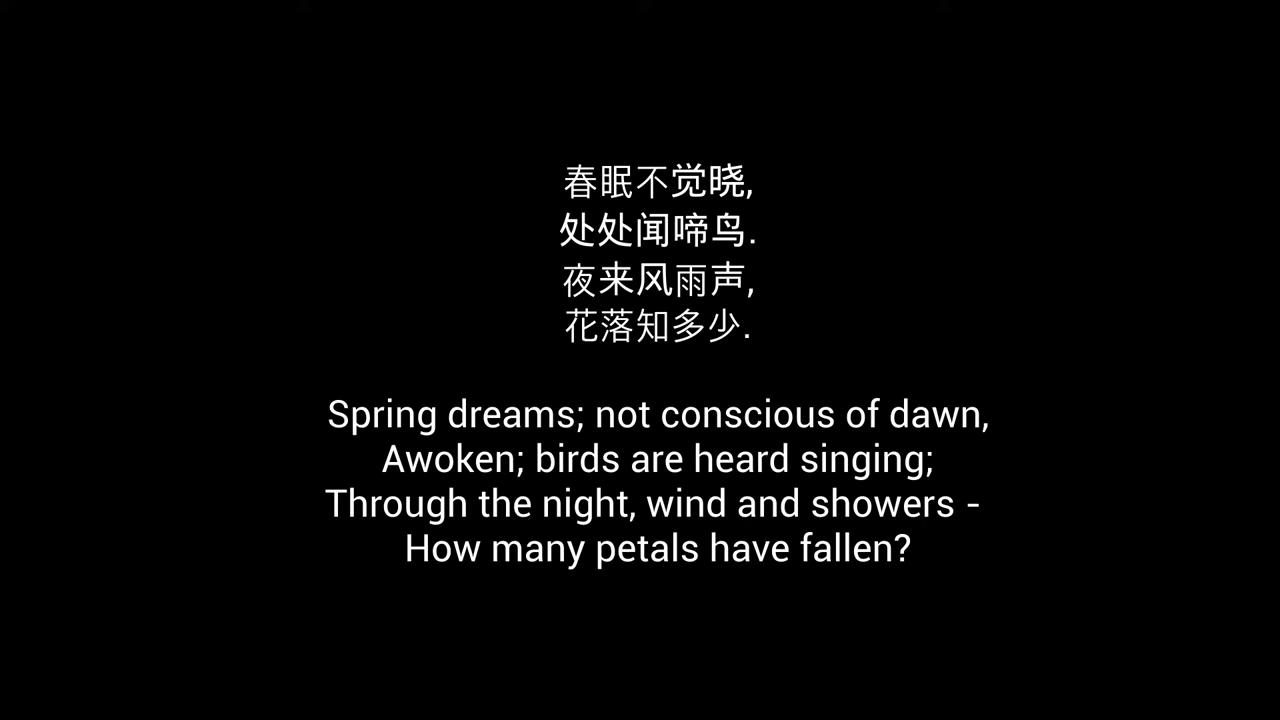 春眠不觉晓,
处处闻啼鸟.
夜来风雨声,
花落知多少.
Spring dreams; not conscious of dawn,
Awoken; birds are heard singing;
Through the night, wind and showers -
How many petals have fallen?